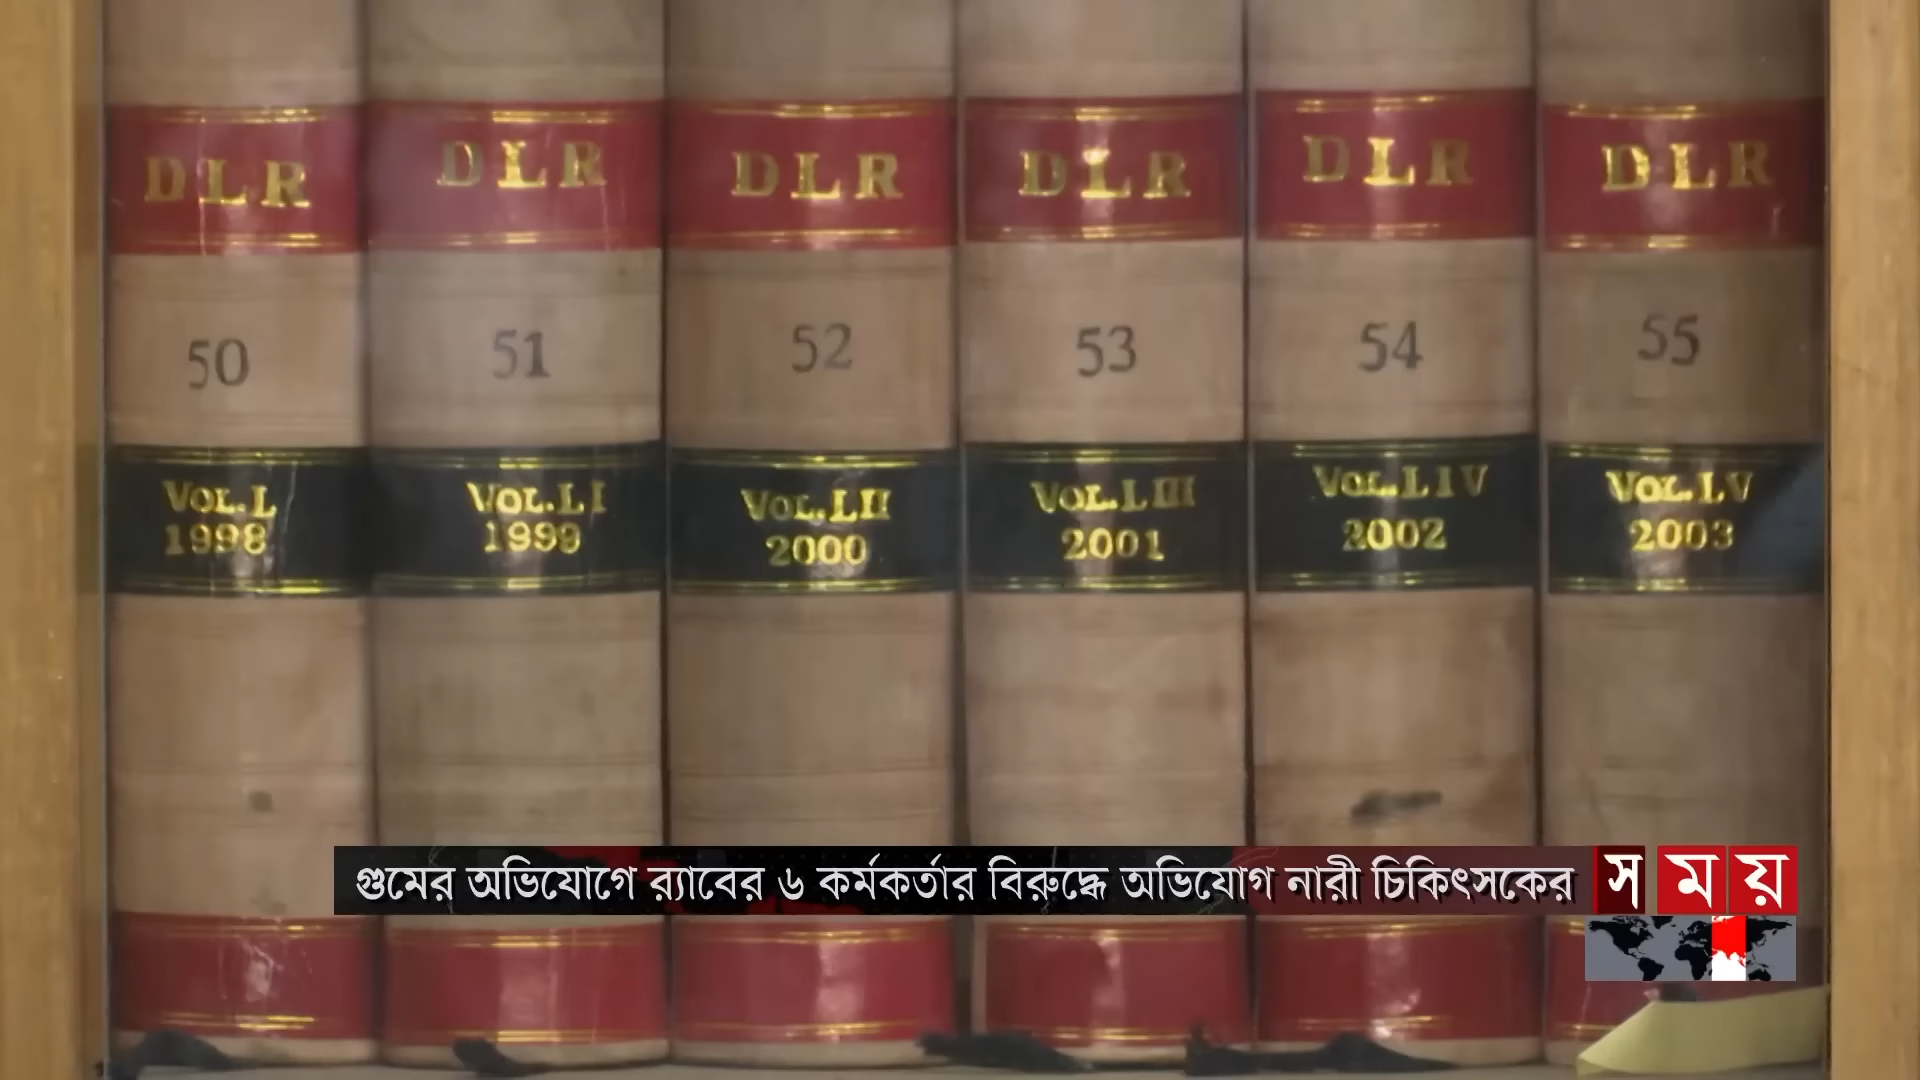 DLR
50
VOL.L
1998
DLR
51
VOL.LI
1999
DLR
52
VOL.LII
2000
DLR
53
VOL.LIII
2001
DLR
54
VOL.LIV
2002
DLR
55
VOL.LV
2003
গুমের অভিযোগে র‍্যাবের ৬ কর্মকর্তার বিরুদ্ধে অভিযোগ নারী চিকিৎসকের
সময়